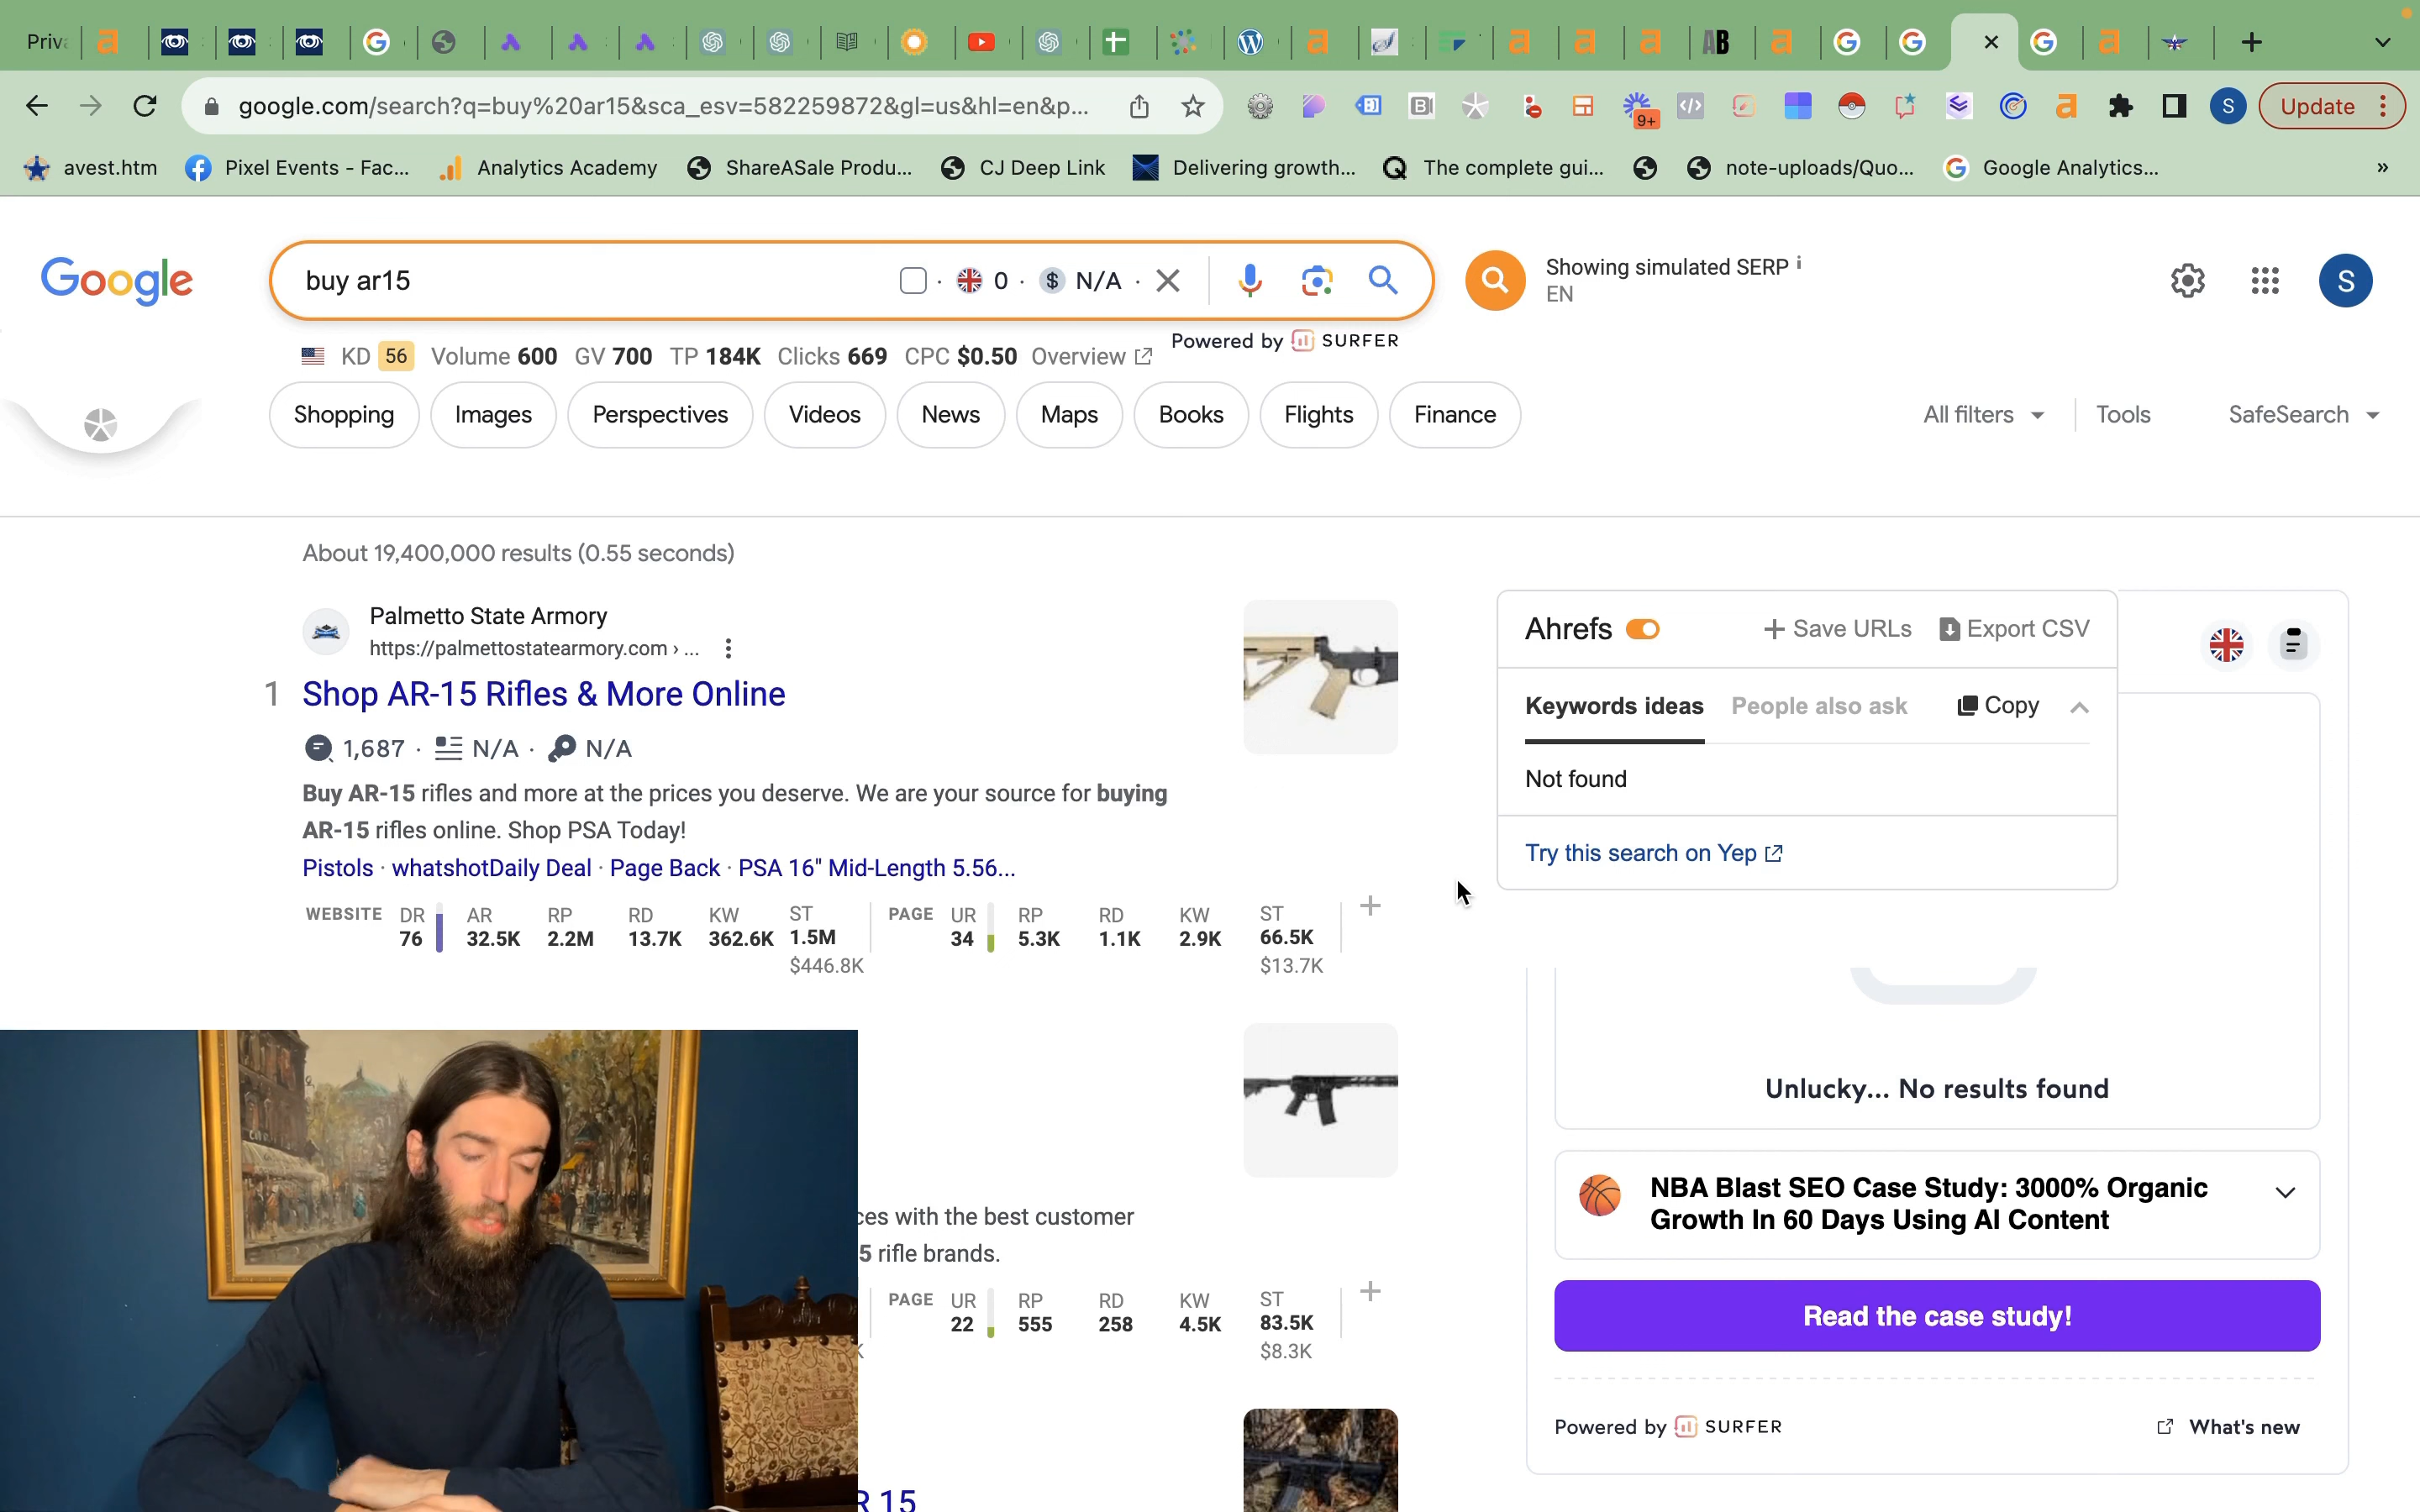 Priv
google.com/search?q=buy%20ar15&sca_esv=582259872&gl=us&hl=en&p...
9+
S
Update
avest.htm
Pixel Events - Fac...
Analytics Academy
ShareASale Produ...
CJ Deep Link
Delivering growth...
The complete gui...
note-uploads/Quo...
Google Analytics...
»
Google
buy ar15
0 · $ N/A ·
Showing simulated SERP i
EN
S
Powered by SURFER
KD 56 Volume 600 GV 700 TP 184K Clicks 669 CPC $0.50 Overview
Shopping
Images
Perspectives
Videos
News
Maps
Books
Flights
Finance
All filters
Tools
SafeSearch
About 19,400,000 results (0.55 seconds)
Palmetto State Armory
https://palmettostatearmory.com › ...
1 Shop AR-15 Rifles & More Online
1,687 · N/A · N/A
Buy AR-15 rifles and more at the prices you deserve. We are your source for buying
AR-15 rifles online. Shop PSA Today!
Pistols · whatshotDaily Deal · Page Back · PSA 16" Mid-Length 5.56...
WEBSITE DR AR RP RD KW ST PAGE UR RP RD KW ST
76 32.5K 2.2M 13.7K 362.6K 1.5M 34 5.3K 1.1K 2.9K 66.5K
$446.8K $13.7K
Ahrefs
Save URLs
Export CSV
Keywords ideas
People also ask
Copy
Not found
Try this search on Yep
Unlucky... No results found
ces with the best customer
5 rifle brands.
PAGE UR RP RD KW ST
22 555 258 4.5K 83.5K
K $8.3K
R 15
NBA Blast SEO Case Study: 3000% Organic
Growth In 60 Days Using AI Content
Read the case study!
Powered by SURFER
What's new